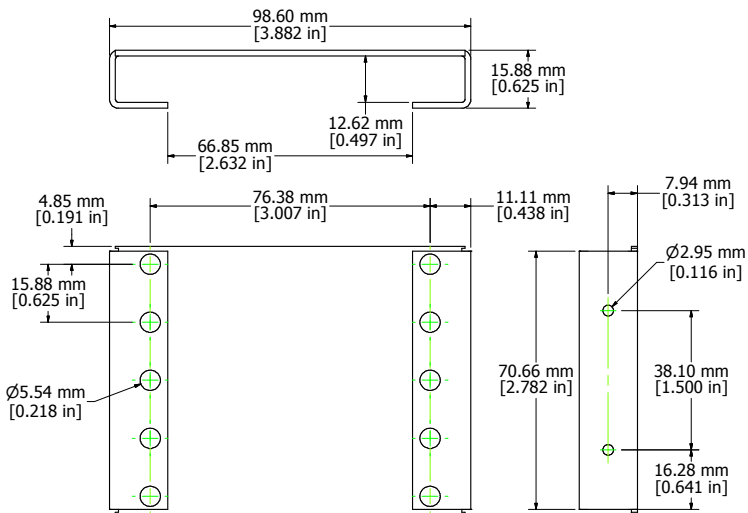 98.60 mm
[3.882 in]
15.88 mm
[0.625 in]
12.62 mm
[0.497 in]
66.85 mm
[2.632 in]
4.85 mm
[0.191 in]
76.38 mm
[3.007 in]
11.11 mm
[0.438 in]
7.94 mm
[0.313 in]
15.88 mm
[0.625 in]
Ø2.95 mm
[0.116 in]
Ø5.54 mm
[0.218 in]
70.66 mm
[2.782 in]
38.10 mm
[1.500 in]
16.28 mm
[0.641 in]